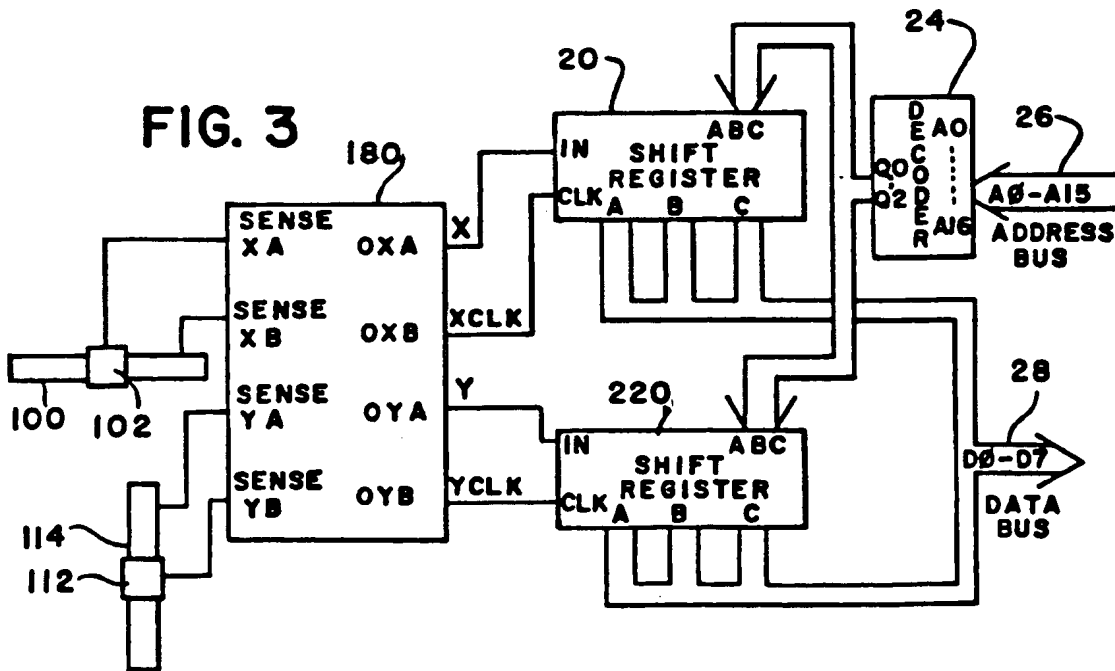 FIG. 3
20
24
26
180
ABC
IN
SHIFT
REGISTER
CLK
A B C
DECODER
A0
A16
Q0
Q2
AØ-A15
ADDRESS
BUS
SENSE
XA
OXA
X
SENSE
XB
OXB
XCLK
SENSE
YA
OYA
Y
SENSE
YB
OYB
YCLK
100
102
114
112
220
ABC
IN
SHIFT
REGISTER
CLK
A B C
28
DØ-D7
DATA
BUS